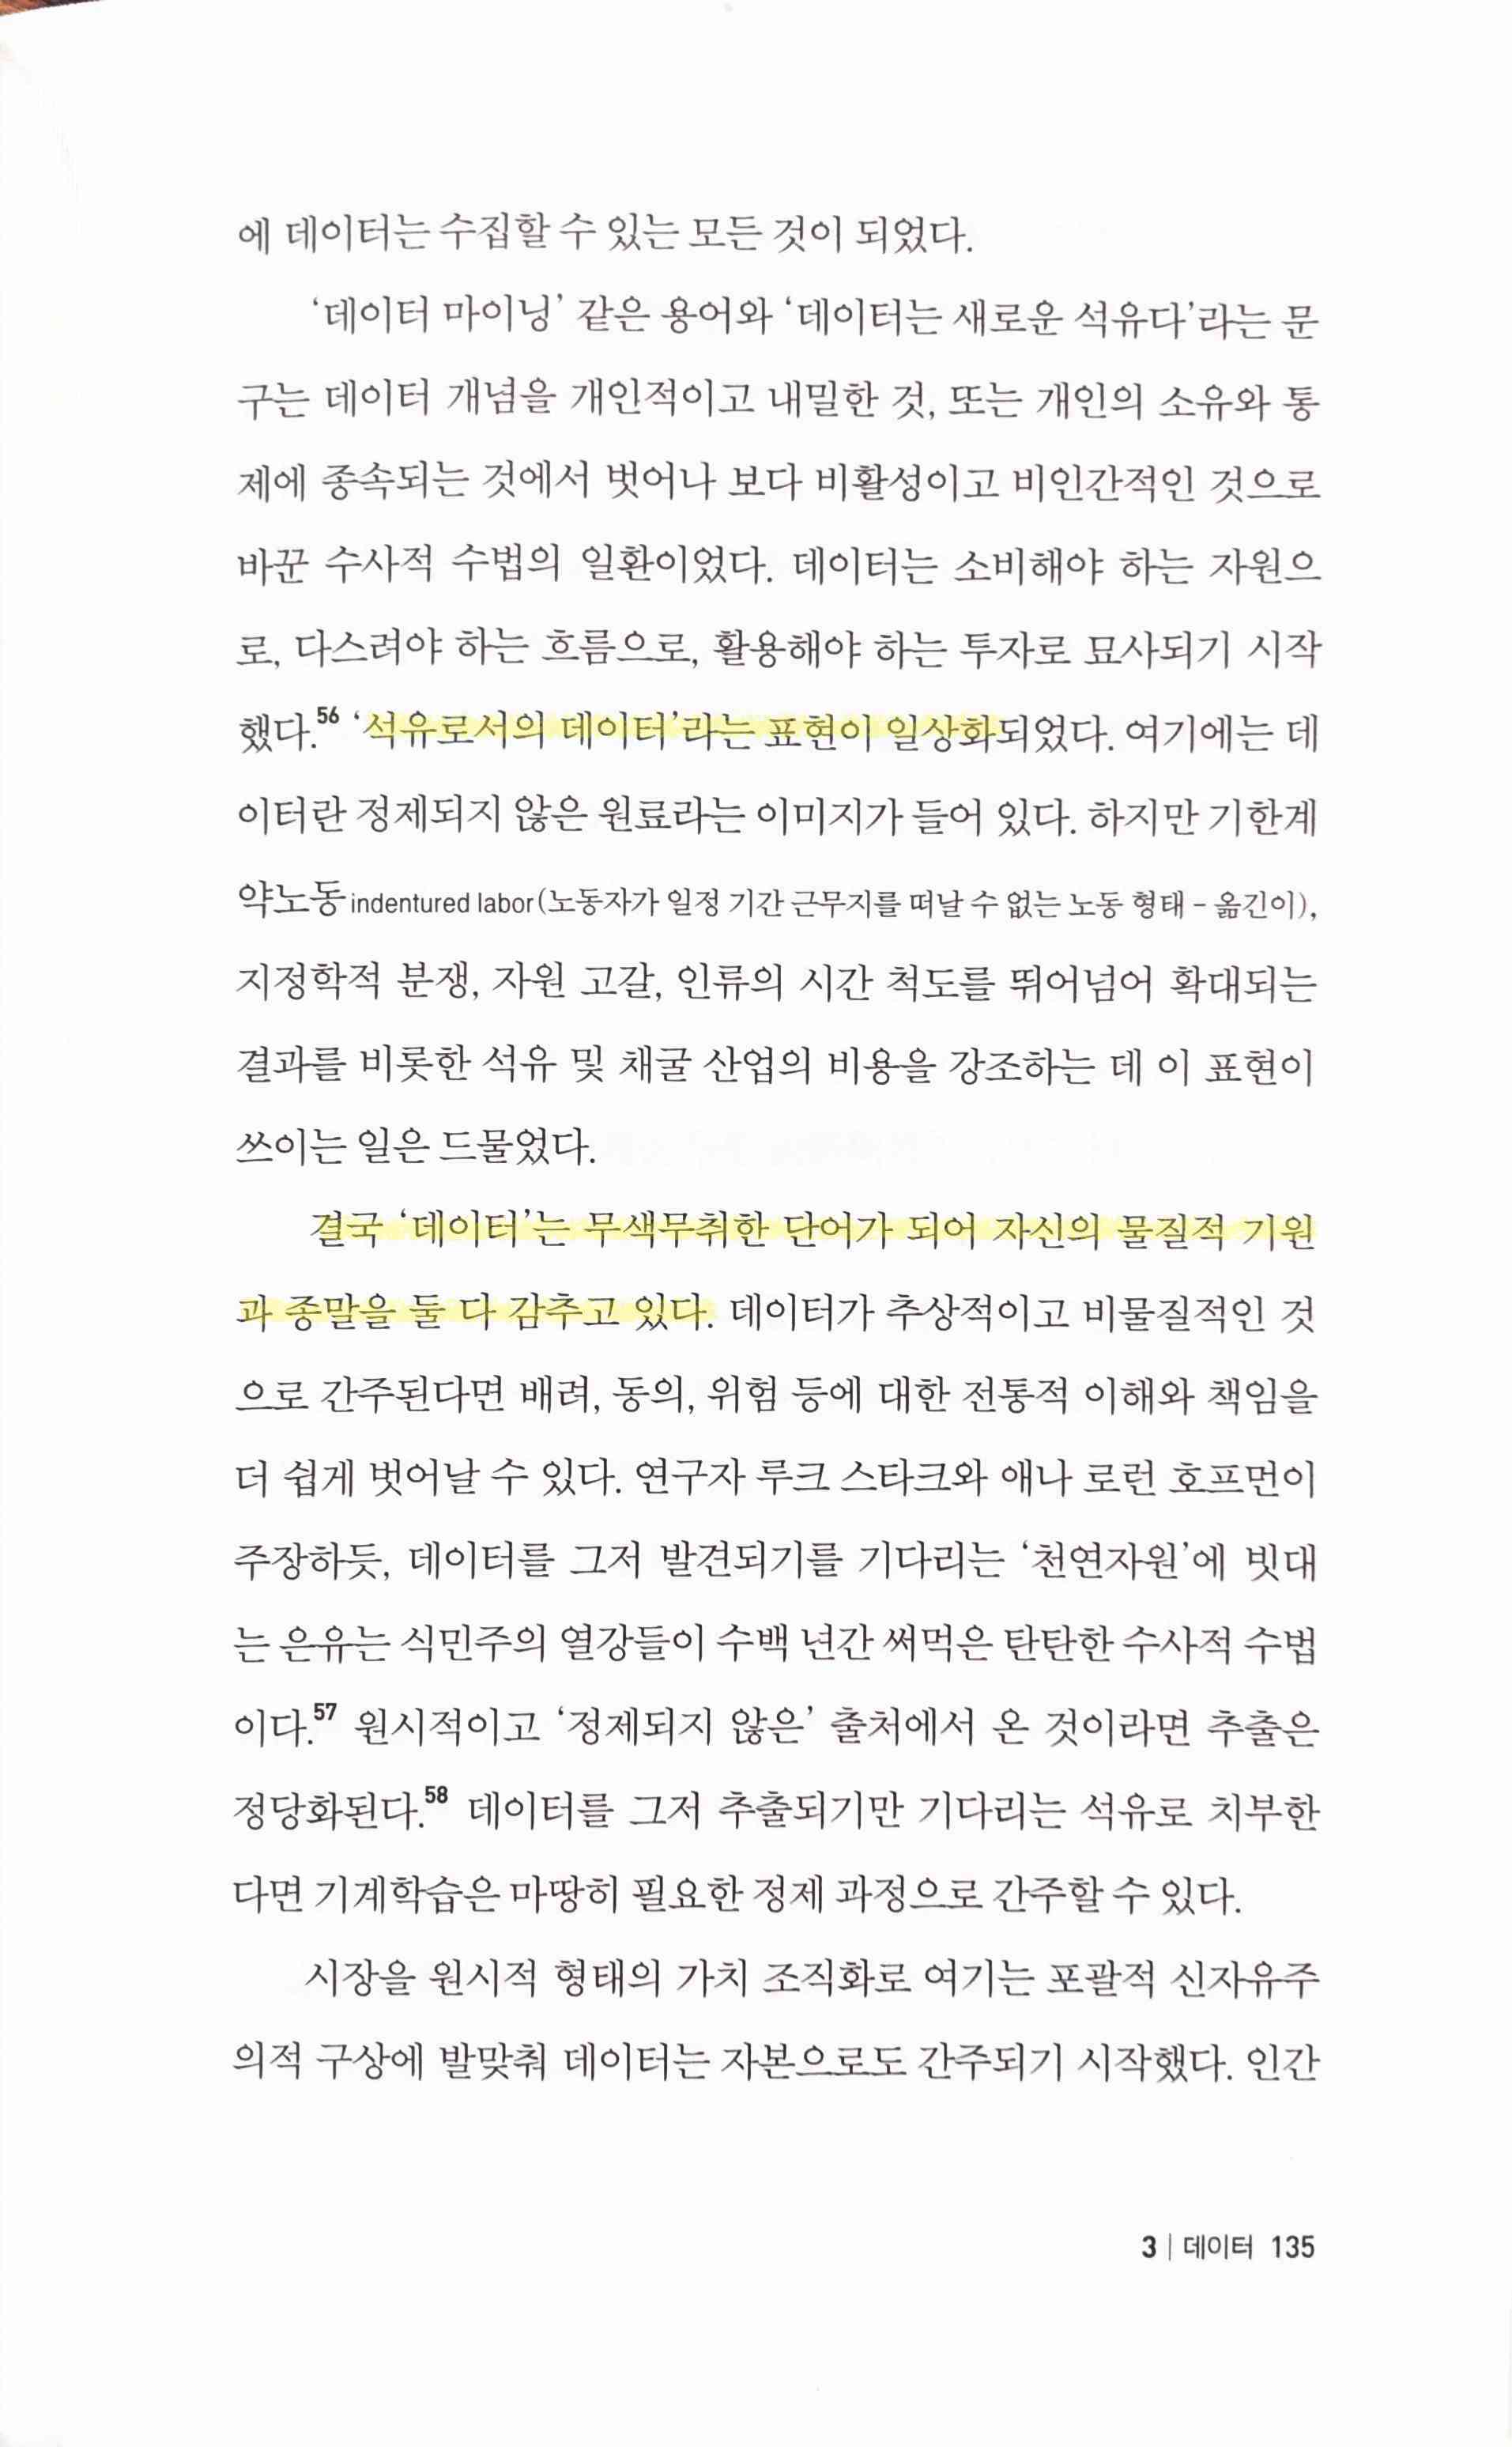 에 데이터는 수집할 수 있는 모든 것이 되었다.
‘데이터 마이닝’ 같은 용어와 ‘데이터는 새로운 석유다’라는 문
구는 데이터 개념을 개인적이고 내밀한 것, 또는 개인의 소유와 통
제에 종속되는 것에서 벗어나 보다 비활성이고 비인간적인 것으로
바꾼 수사적 수법의 일환이었다. 데이터는 소비해야 하는 자원으
로, 다스려야 하는 흐름으로, 활용해야 하는 투자로 묘사되기 시작
했다.56 ‘석유로서의 데이터’라는 표현이 일상화되었다. 여기에는 데
이터란 정제되지 않은 원료라는 이미지가 들어 있다. 하지만 기한계
약노동indentured labor(노동자가 일정 기간 근무지를 떠날 수 없는 노동 형태 – 옮긴이),
지정학적 분쟁, 자원 고갈, 인류의 시간 척도를 뛰어넘어 확대되는
결과를 비롯한 석유 및 채굴 산업의 비용을 강조하는 데 이 표현이
쓰이는 일은 드물었다.
결국 ‘데이터’는 무색무취한 단어가 되어 자신의 물질적 기원
과 종말을 둘 다 감추고 있다. 데이터가 추상적이고 비물질적인 것
으로 간주된다면 배려, 동의, 위험 등에 대한 전통적 이해와 책임을
더 쉽게 벗어날 수 있다. 연구자 루크 스타크와 애나 로런 호프먼이
주장하듯, 데이터를 그저 발견되기를 기다리는 ‘천연자원’에 빗대
는 은유는 식민주의 열강들이 수백 년간 써먹은 탄탄한 수사적 수법
이다.57 원시적이고 ‘정제되지 않은’ 출처에서 온 것이라면 추출은
정당화된다.58 데이터를 그저 추출되기만 기다리는 석유로 치부한
다면 기계학습은 마땅히 필요한 정제 과정으로 간주할 수 있다.
시장을 원시적 형태의 가치 조직화로 여기는 포괄적 신자유주
의적 구상에 발맞춰 데이터는 자본으로도 간주되기 시작했다. 인간
3 | 데이터 135